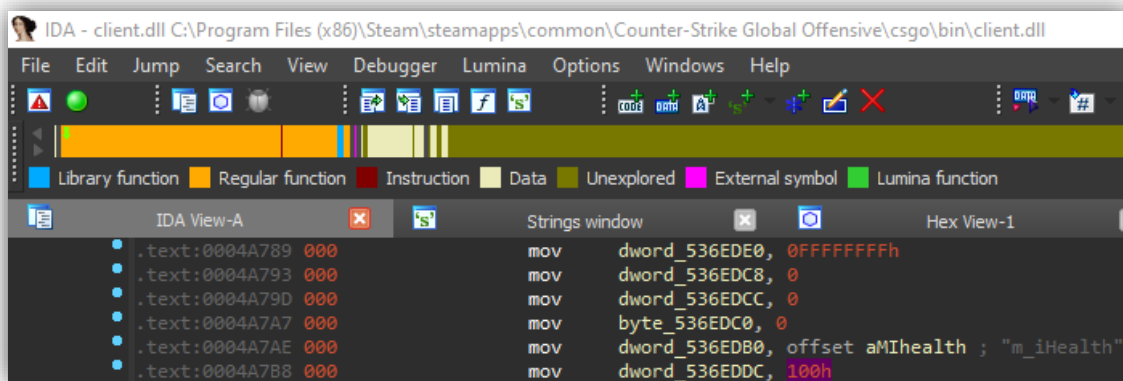 IDA - client.dll C:\Program Files (x86)\Steam\steamapps\common\Counter-Strike Global Offensive\csgo\bin\client.dll
File Edit Jump Search View Debugger Lumina Options Windows Help
Library function Regular function Instruction Data Unexplored External symbol Lumina function
IDA View-A Strings window Hex View-1
.text:0004A789 000 mov dword_536EDE0, 0FFFFFFFFh
.text:0004A793 000 mov dword_536EDC8, 0
.text:0004A79D 000 mov dword_536EDCC, 0
.text:0004A7A7 000 mov byte_536EDC0, 0
.text:0004A7AE 000 mov dword_536EDB0, offset aMIhealth ; "m_iHealth"
.text:0004A7B8 000 mov dword_536EDDC, 100h